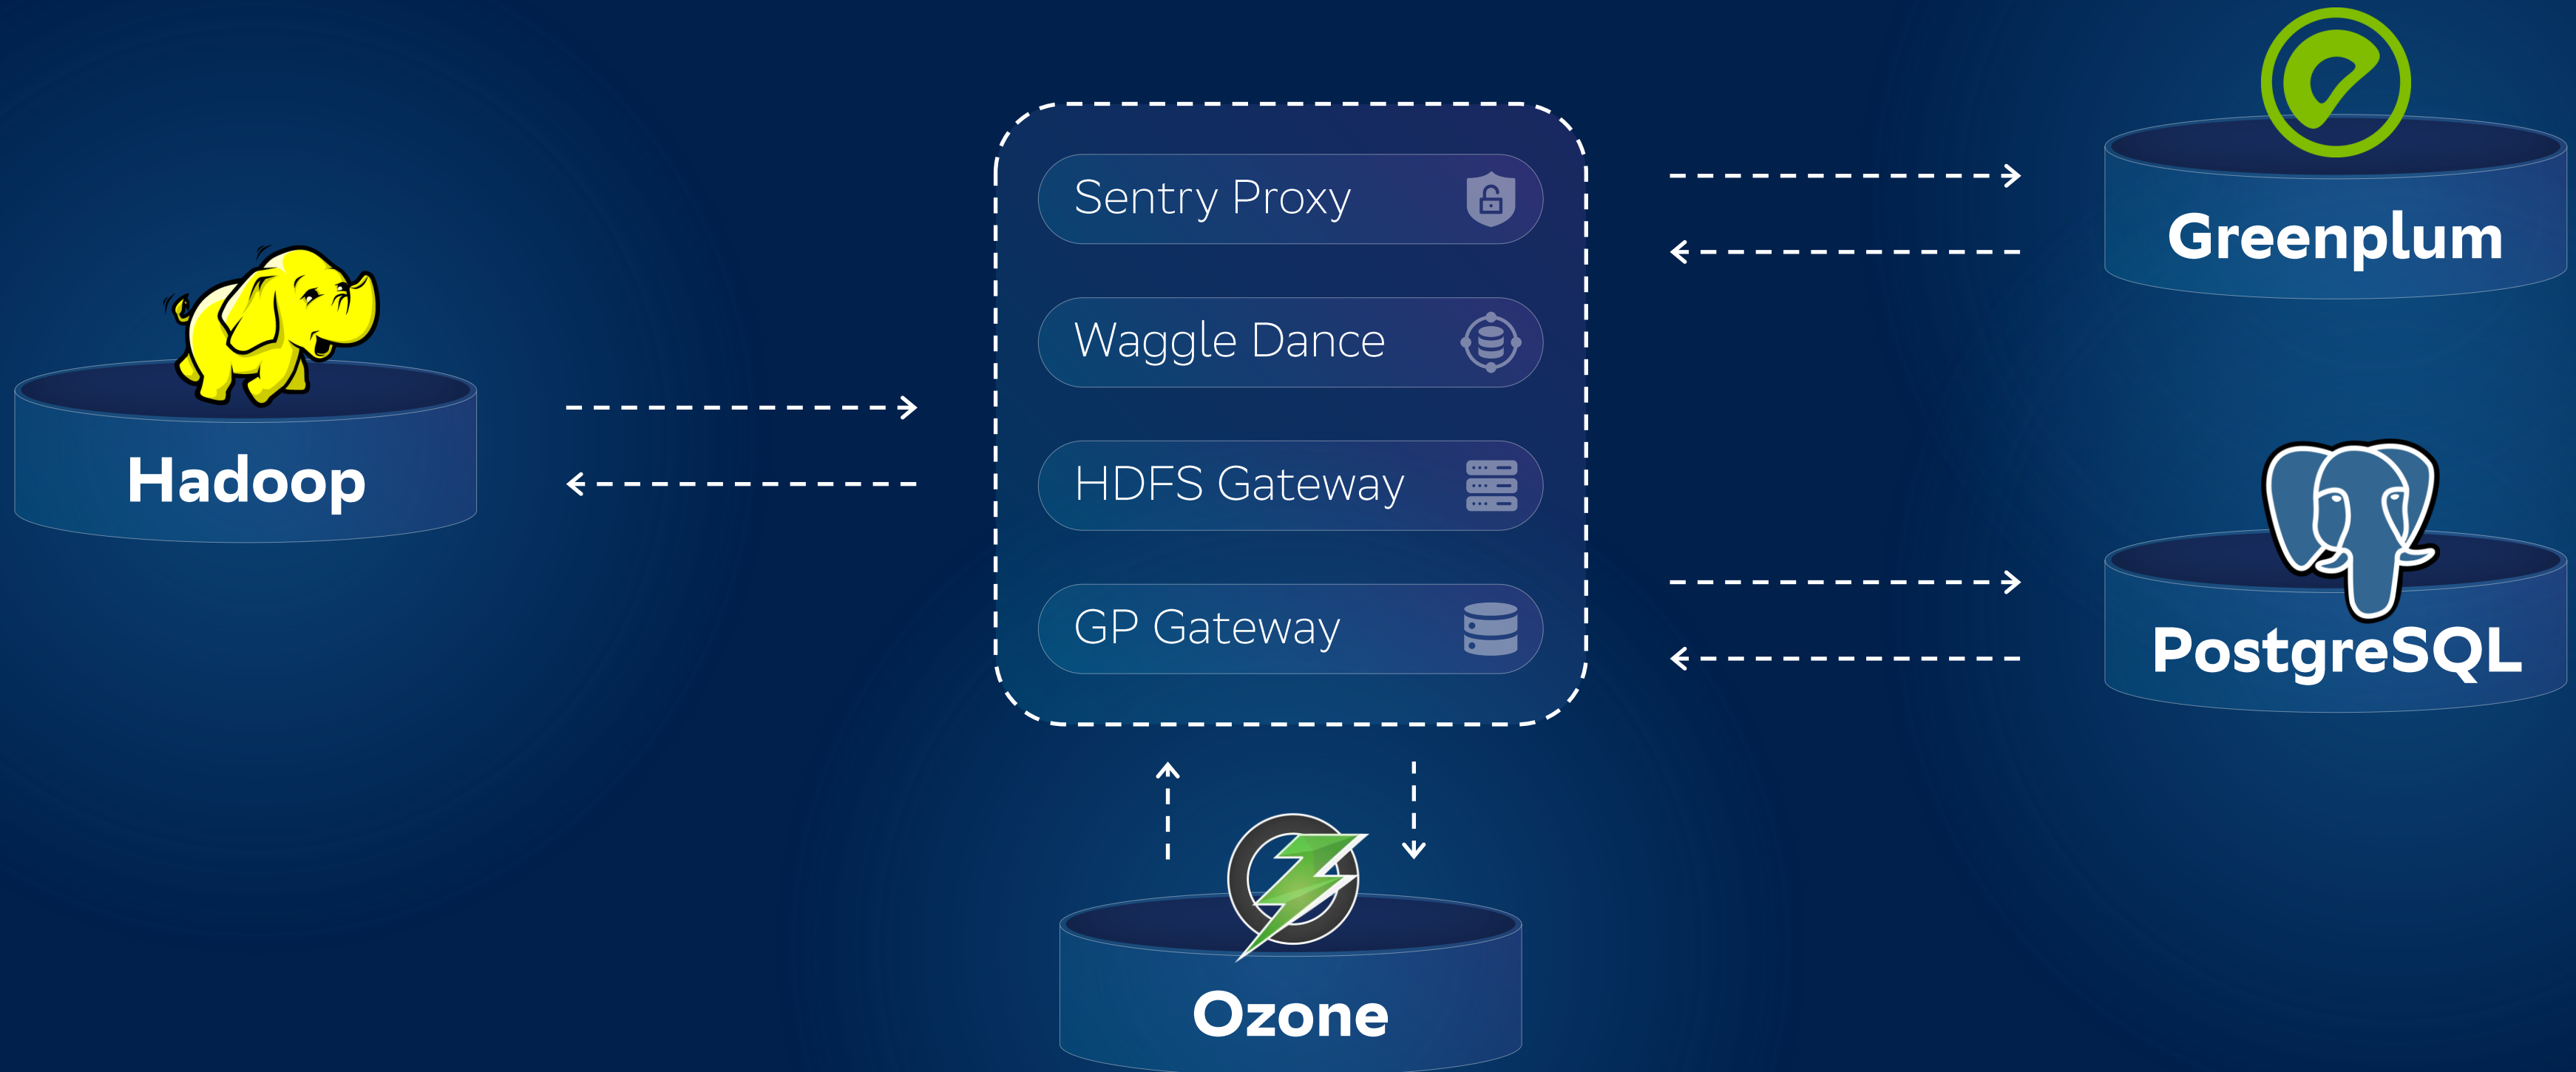 Hadoop
Sentry Proxy
Waggle Dance
HDFS Gateway
GP Gateway
Greenplum
PostgreSQL
Ozone